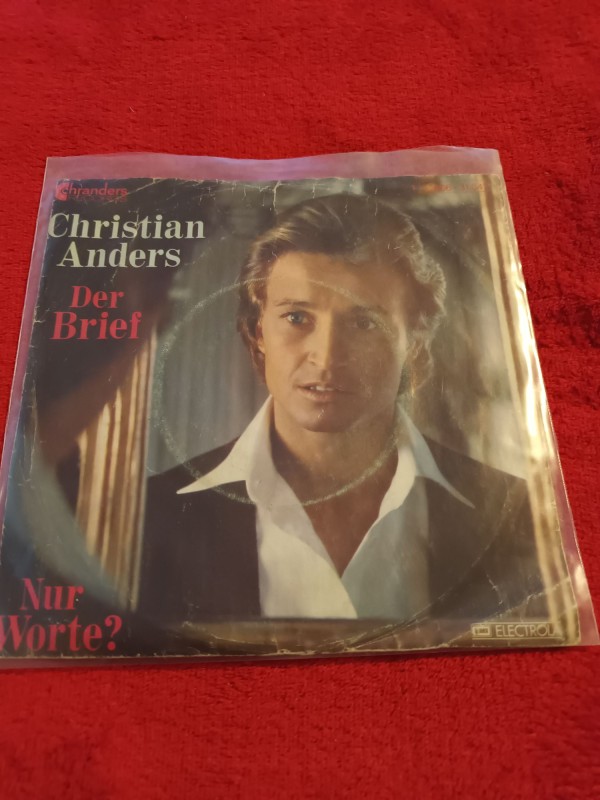 Chranders
Christian
Anders
Der
Brief
Nur
Worte?
ELECTROLA